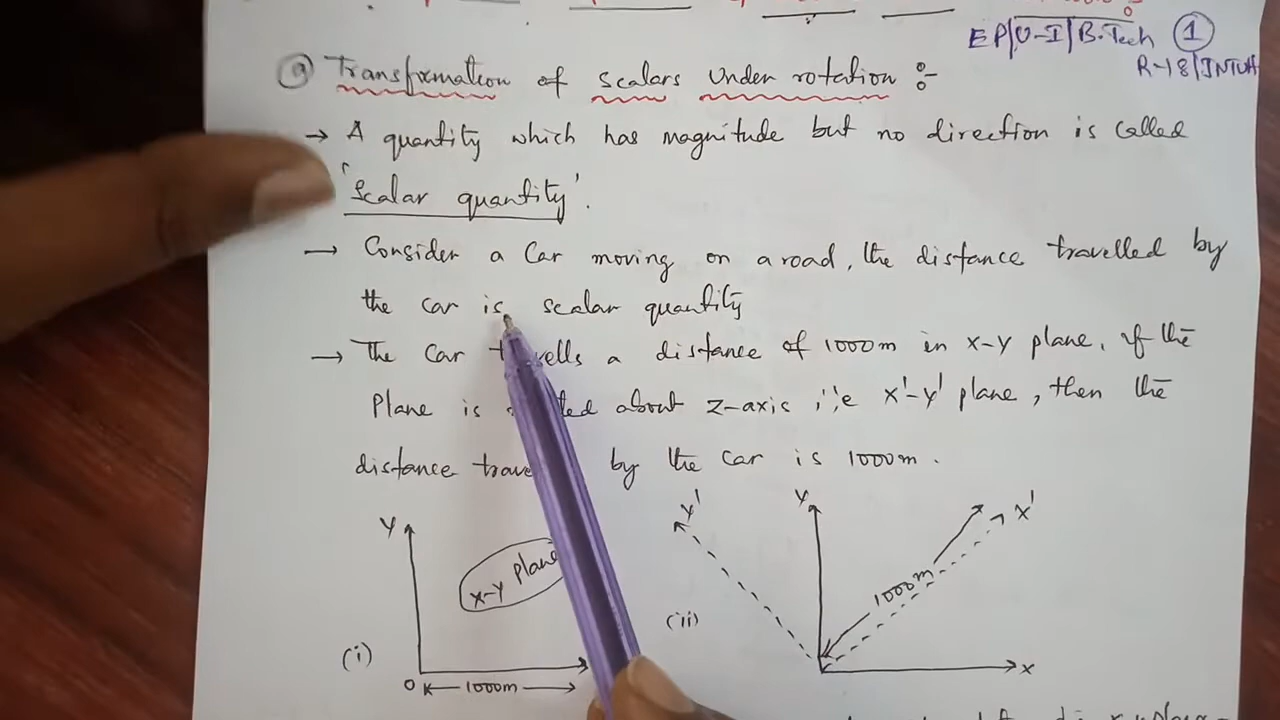 EP/U-I/B.Tech 1
R-18/JNTUH
9) Transformation of scalars under rotation :-
→ A quantity which has magnitude but no direction is called
'Scalar quantity'.
→ Consider a Car moving on a road, the distance travelled by
the car is scalar quantity
→ The Car a distance of 1000m in x-y plane, if the
Plane is about z-axis i.e x'-y' plane, then the
distance by the car is 1000m.
y' Y x'
Y x-y plane 1000m
(i) (ii)
O 1000m x